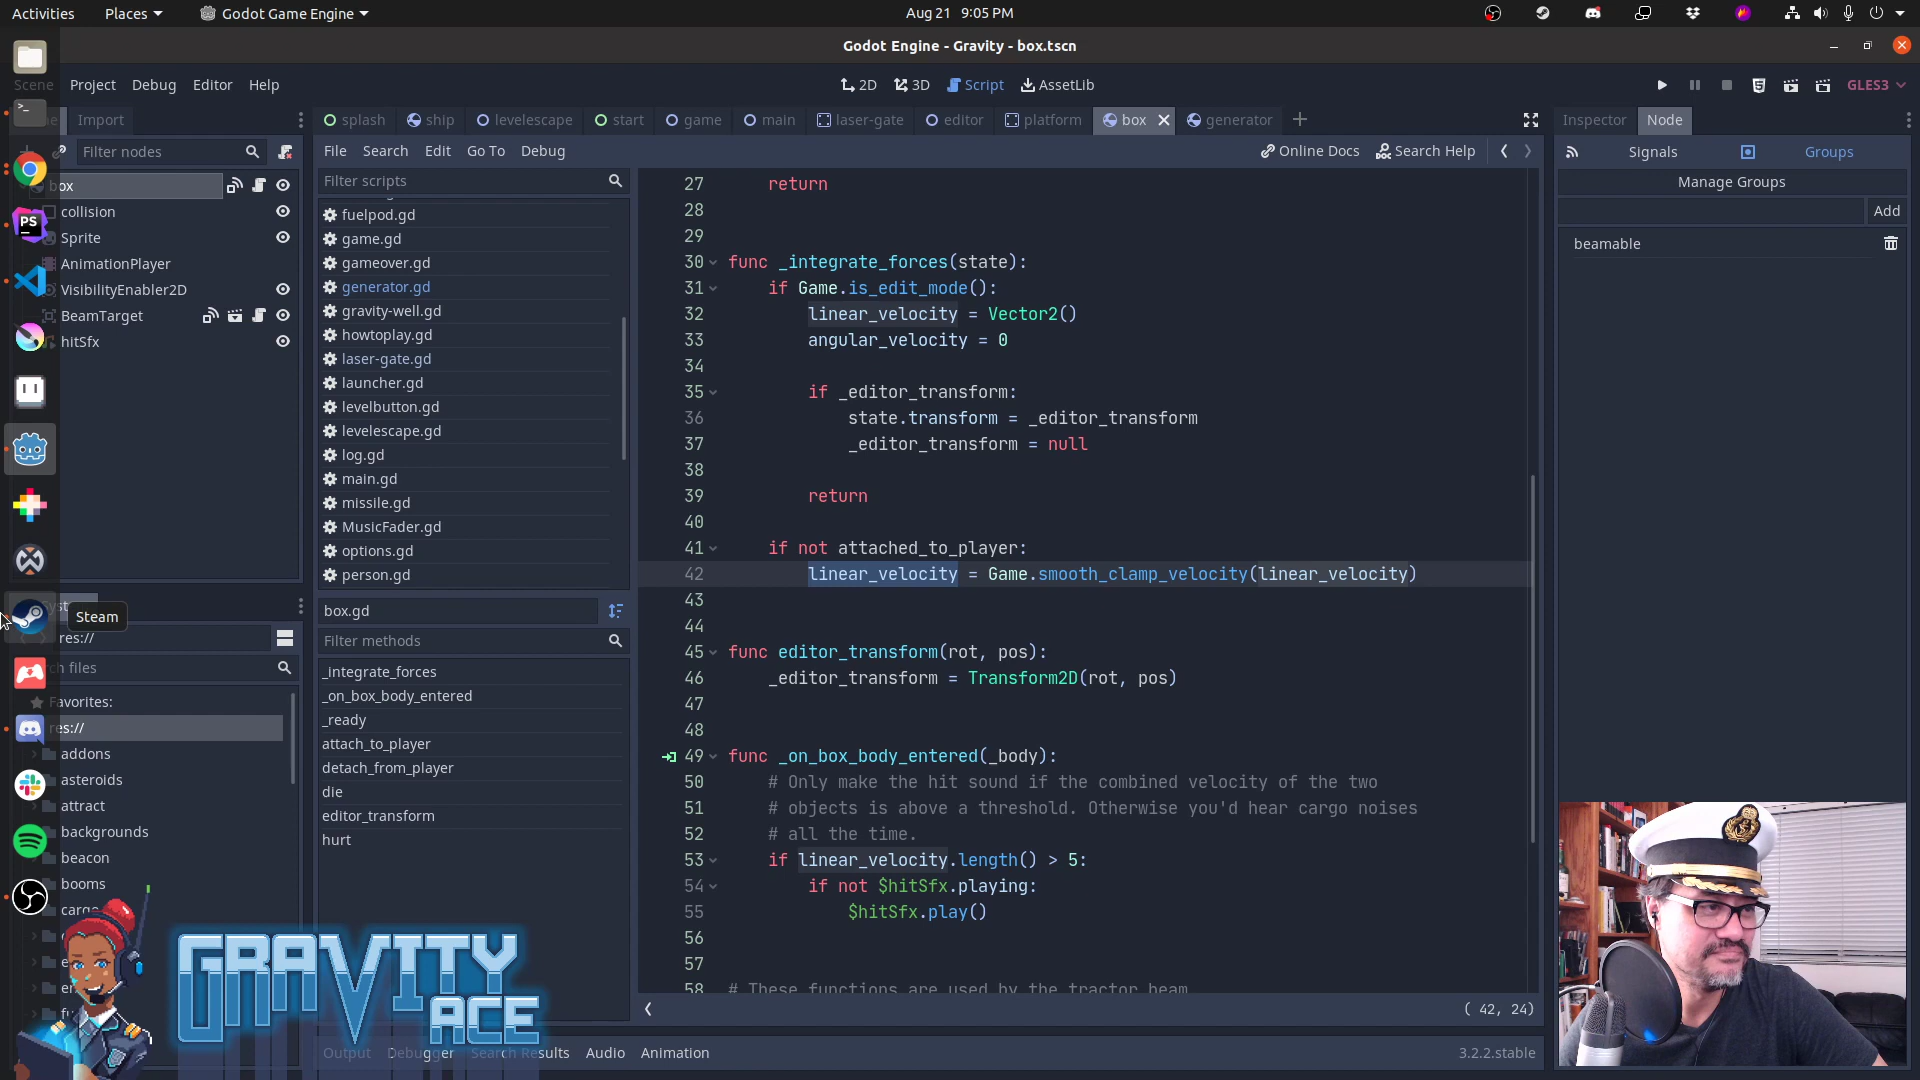 Activities
Places
Godot Game Engine
Aug 21 9:05 PM
Godot Engine - Gravity - box.tscn
Scene
Project
Debug
Editor
Help
2D
3D
Script
AssetLib
GLES3
Import
splash
ship
levelescape
start
game
main
laser-gate
editor
platform
box
generator
Inspector
Node
Filter nodes
File
Search
Edit
Go To
Debug
Online Docs
Search Help
Signals
Groups
Manage Groups
Add
beamable
collision
Sprite
AnimationPlayer
VisibilityEnabler2D
BeamTarget
hitSfx
Filter scripts
fuelpod.gd
game.gd
gameover.gd
generator.gd
gravity-well.gd
howtoplay.gd
laser-gate.gd
launcher.gd
levelbutton.gd
levelescape.gd
log.gd
main.gd
missile.gd
MusicFader.gd
options.gd
person.gd
box.gd
Filter methods
_integrate_forces
_on_box_body_entered
_ready
attach_to_player
detach_from_player
die
editor_transform
hurt
27 return
28
29
30 func _integrate_forces(state):
31 if Game.is_edit_mode():
32 linear_velocity = Vector2()
33 angular_velocity = 0
34
35 if _editor_transform:
36 state.transform = _editor_transform
37 _editor_transform = null
38
39 return
40
41 if not attached_to_player:
42 linear_velocity = Game.smooth_clamp_velocity(linear_velocity)
43
44
45 func editor_transform(rot, pos):
46 _editor_transform = Transform2D(rot, pos)
47
48
49 func _on_box_body_entered(_body):
50 # Only make the hit sound if the combined velocity of the two
51 # objects is above a threshold. Otherwise you'd hear cargo noises
52 # all the time.
53 if linear_velocity.length() > 5:
54 if not $hitSfx.playing:
55 $hitSfx.play()
56
57
58 # These functions are used by the tractor beam
( 42, 24)
Steam
res://
files
Favorites:
res://
addons
asteroids
attract
backgrounds
beacon
booms
PS
GRAVITY
ACE
Output
Debugger
Search Results
Audio
Animation
3.2.2.stable